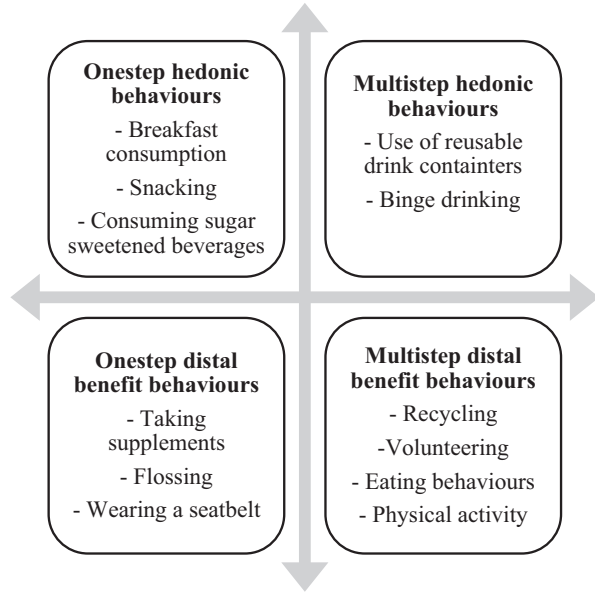 Onestep hedonic
behaviours
- Breakfast
consumption
- Snacking
- Consuming sugar
sweetened beverages
Multistep hedonic
behaviours
- Use of reusable
drink containters
- Binge drinking
Onestep distal
benefit behaviours
- Taking
supplements
- Flossing
- Wearing a seatbelt
Multistep distal
benefit behaviours
- Recycling
-Volunteering
- Eating behaviours
- Physical activity